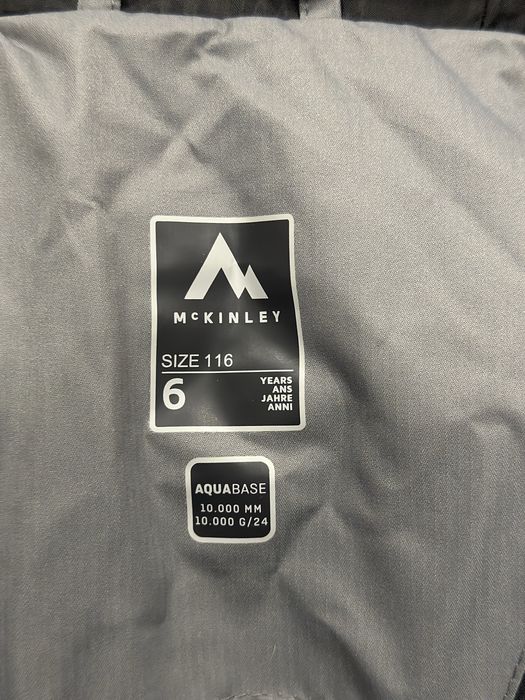 McKINLEY
SIZE 116
6
YEARS
ANS
JAHRE
ANNI
AQUABASE
10.000 MM
10.000 G/24